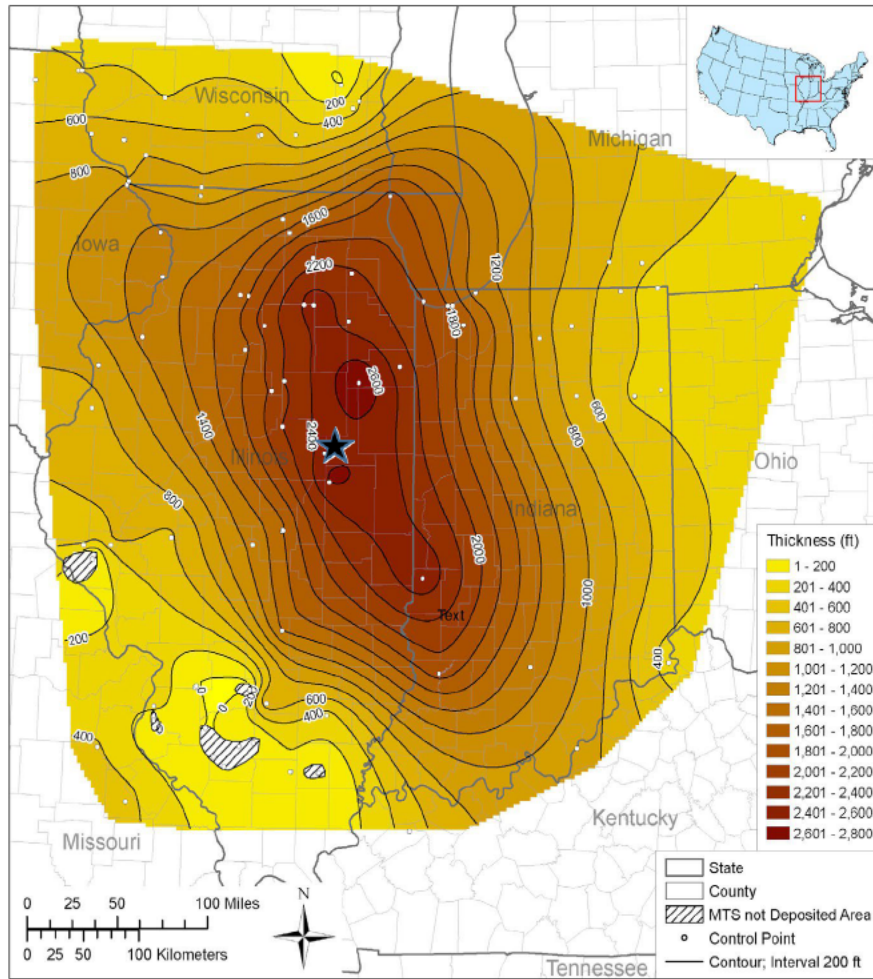 Wisconsin
200
400
600
Michigan
800
1600
Iowa
2200
1200
1800
2600
1400
2400
600
Illinois
800
Ohio
800
Indiana
2000
Thickness (ft)
1 - 200
201 - 400
401 - 600
601 - 800
801 - 1,000
1,001 - 1,200
1,201 - 1,400
1,401 - 1,600
1,601 - 1,800
1,801 - 2,000
2,001 - 2,200
2,201 - 2,400
2,401 - 2,600
2,601 - 2,800
1000
Text
200
400
0
0
0
600
400
400
Kentucky
Missouri
State
County
MTS not Deposited Area
Control Point
Contour; Interval 200 ft
N
0 50 100 Miles
0 25 50 100 Kilometers
Tennessee